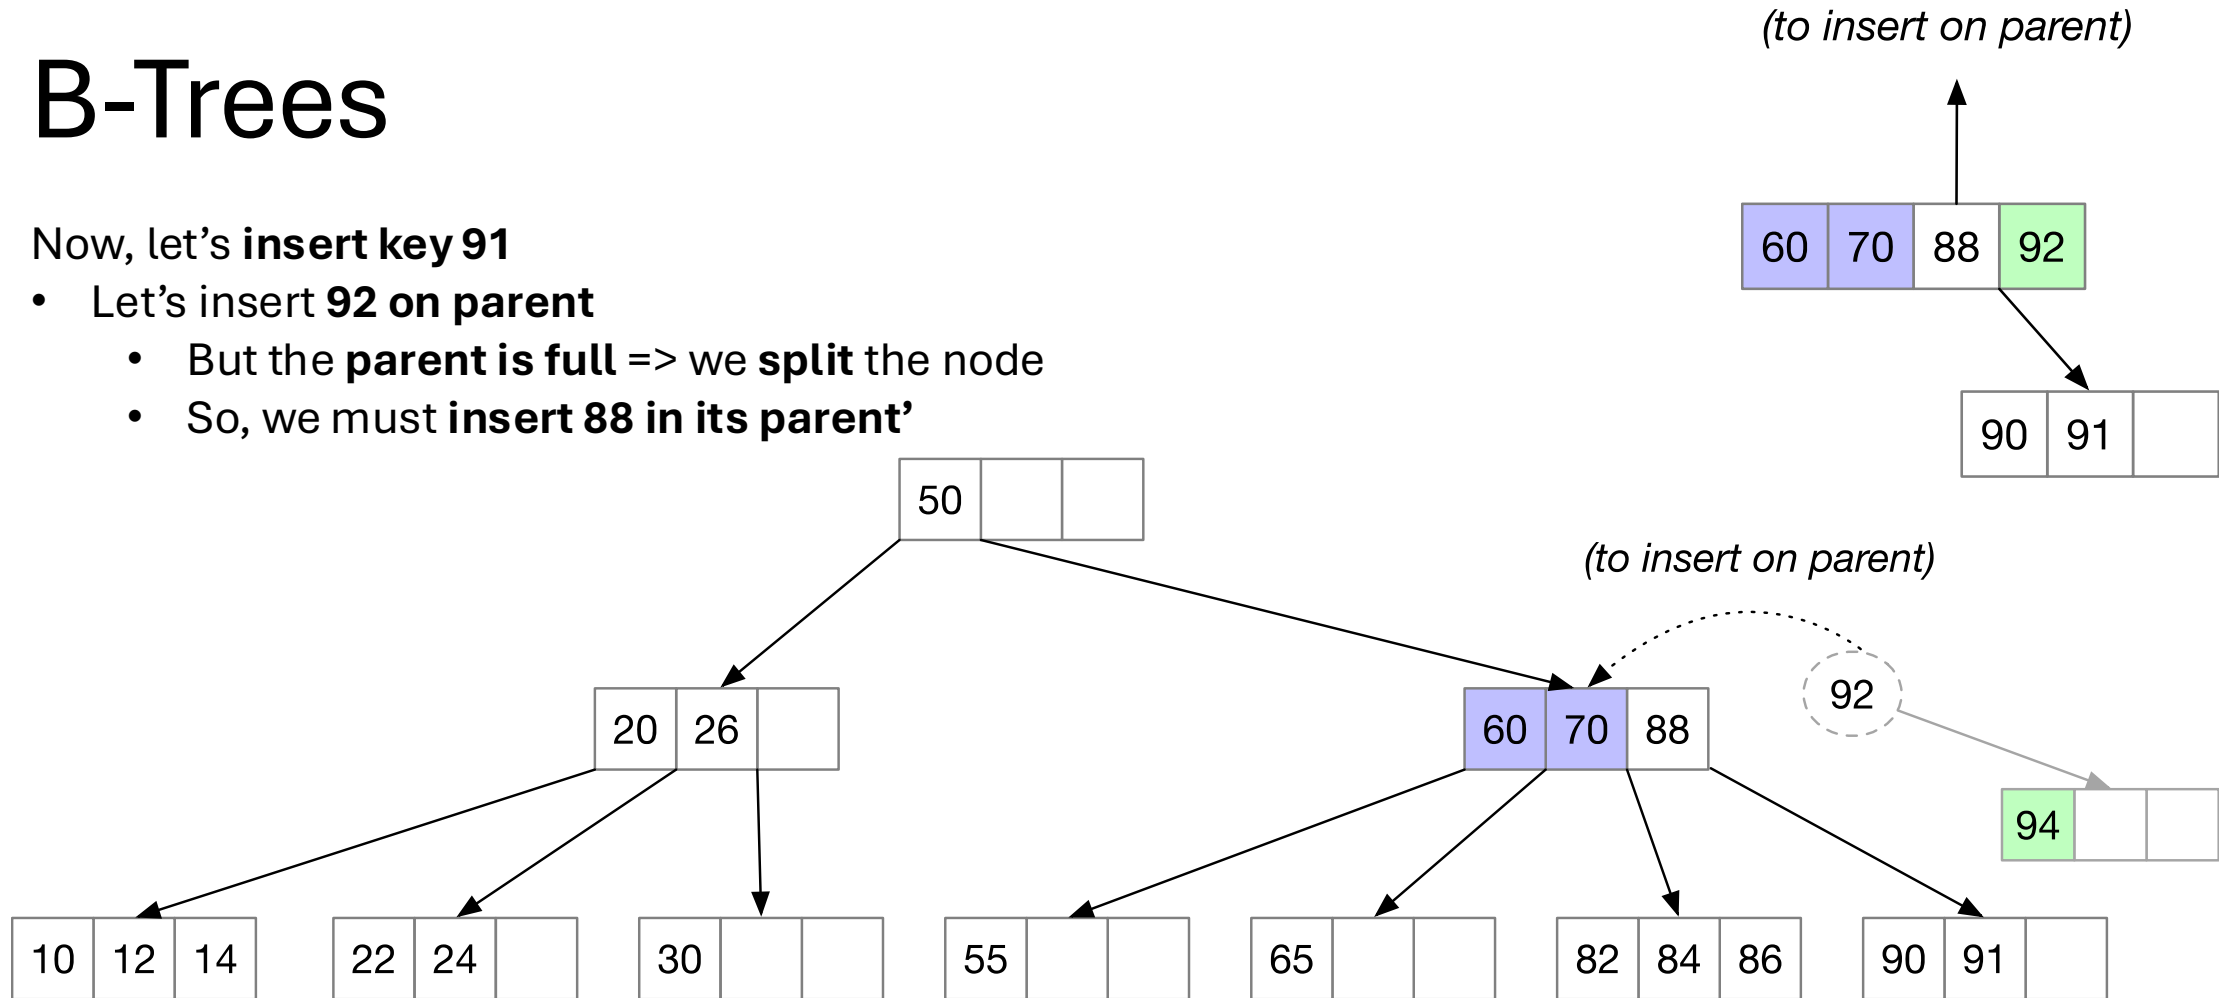 (to insert on parent)
B-Trees
Now, let’s insert key 91
• Let’s insert 92 on parent
• But the parent is full => we split the node
• So, we must insert 88 in its parent’
60 70 88 92
90 91
50
(to insert on parent)
20 26
60 70 88
92
94
10 12 14
22 24
30
55
65
82 84 86
90 91